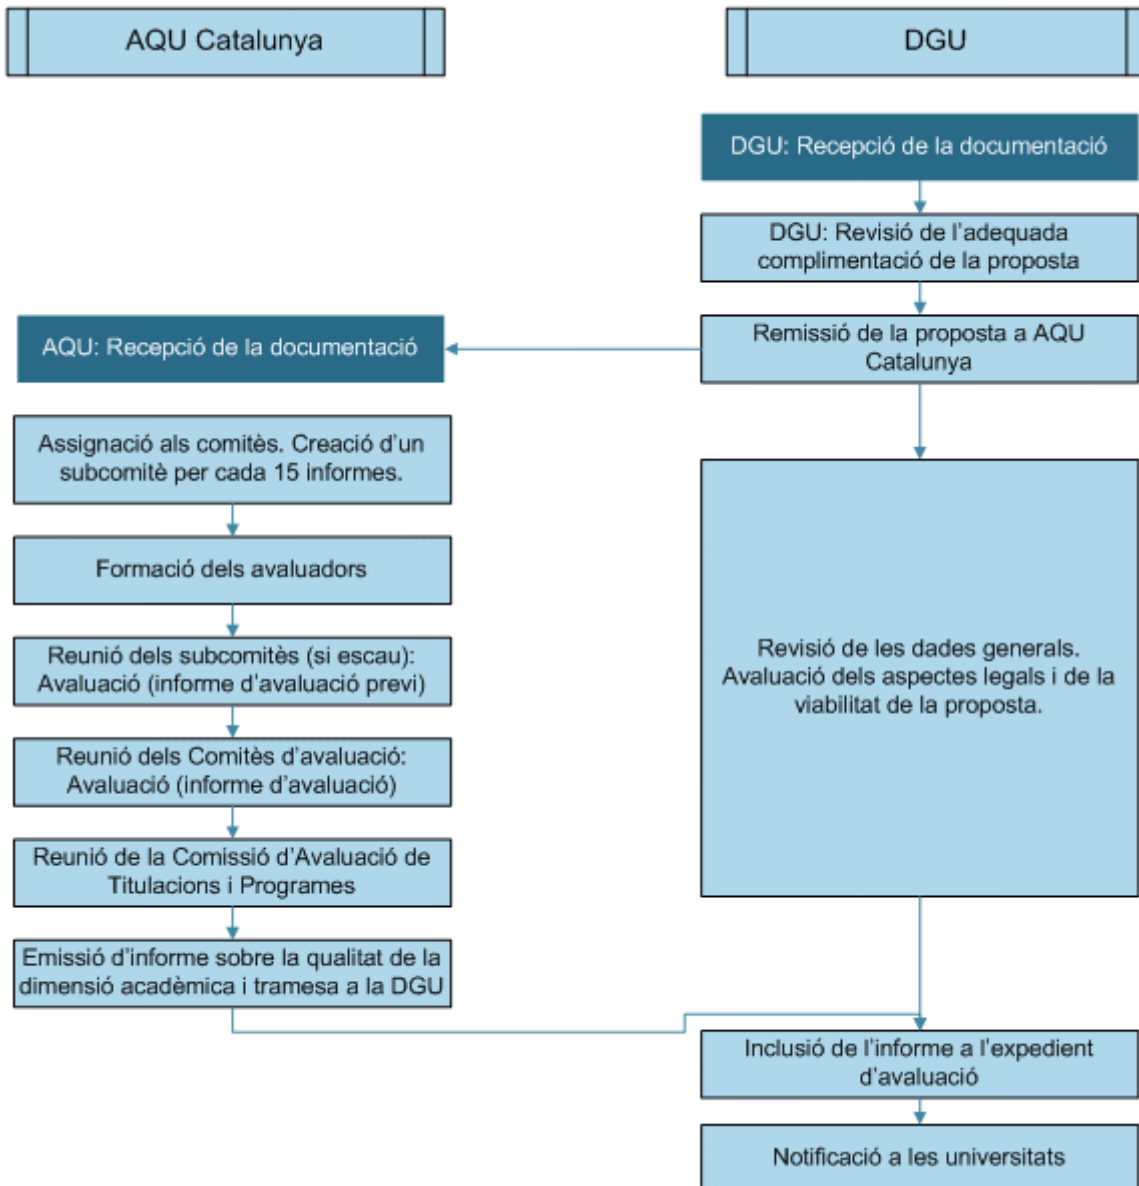 AQU Catalunya
DGU
DGU: Recepció de la documentació
DGU: Revisió de l'adequada
complimentació de la proposta
AQU: Recepció de la documentació
Remissió de la proposta a AQU
Catalunya
Assignació als comitès. Creació d'un
subcomitè per cada 15 informes.
Formació dels avaluadors
Reunió dels subcomitès (si escau):
Avaluació (informe d'avaluació previ)
Reunió dels Comitès d'avaluació:
Avaluació (informe d'avaluació)
Reunió de la Comissió d'Avaluació de
Titulacions i Programes
Emissió d'informe sobre la qualitat de la
dimensió acadèmica i tramesa a la DGU
Revisió de les dades generals.
Avaluació dels aspectes legals i de la
viabilitat de la proposta.
Inclusió de l'informe a l'expedient
d'avaluació
Notificació a les universitats